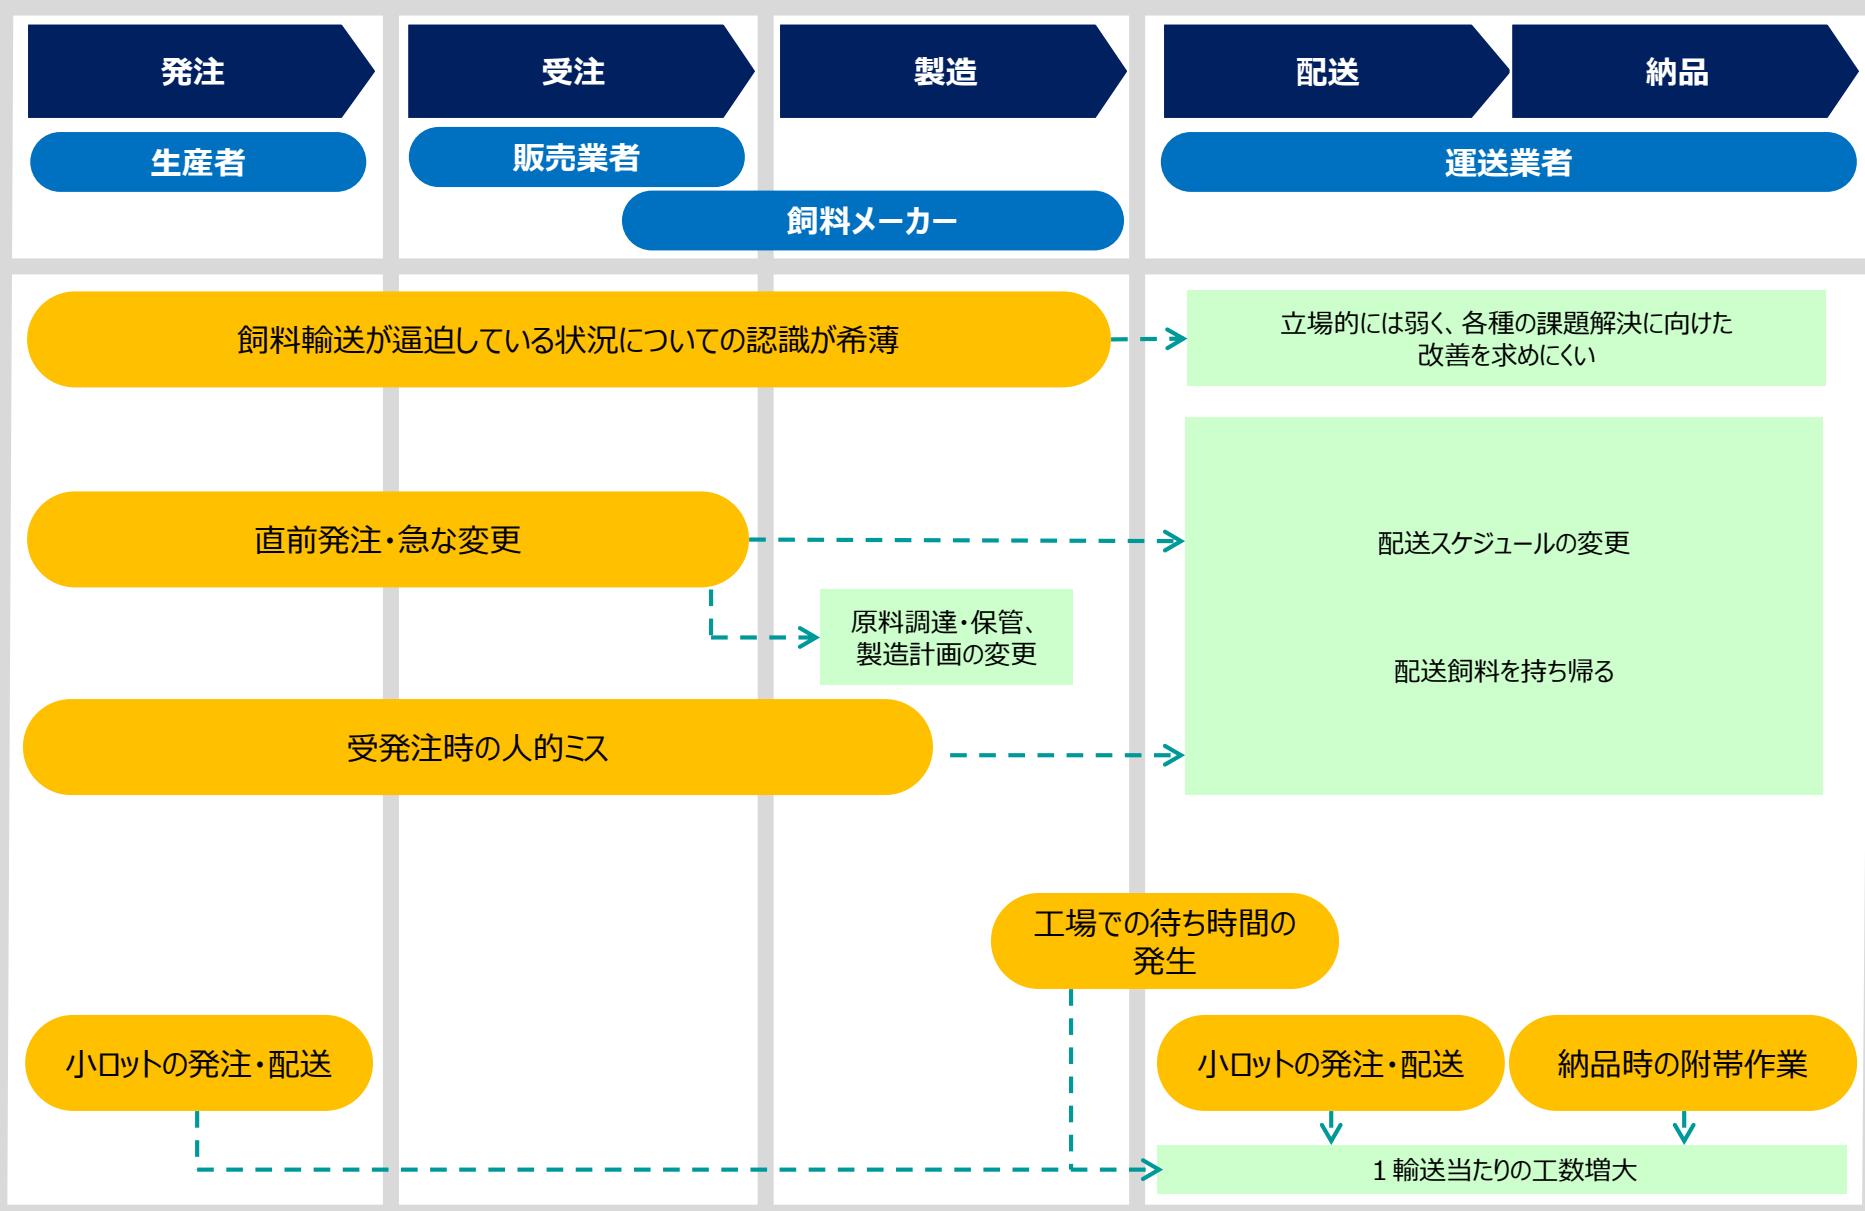 発注
受注
製造
配送
納品
生産者
販売業者
運送業者
飼料メーカー
飼料輸送が逼迫している状況についての認識が希薄
立場的には弱く、各種の課題解決に向けた
改善を求めにくい
直前発注・急な変更
配送スケジュールの変更
原料調達・保管、
製造計画の変更
配送飼料を持ち帰る
受発注時の人的ミス
工場での待ち時間の
発生
小ロットの発注・配送
小ロットの発注・配送
納品時の附帯作業
１輸送当たりの工数増大